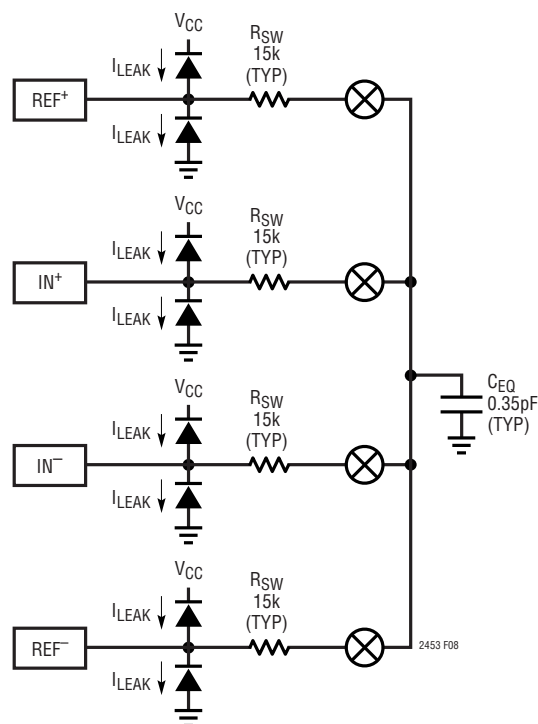 VCC
ILEAK
RSW
15k
(TYP)
REF+
ILEAK
VCC
ILEAK
RSW
15k
(TYP)
IN+
ILEAK
CEQ
0.35pF
(TYP)
VCC
ILEAK
RSW
15k
(TYP)
IN−
ILEAK
VCC
ILEAK
RSW
15k
(TYP)
REF−
2453 F08
ILEAK